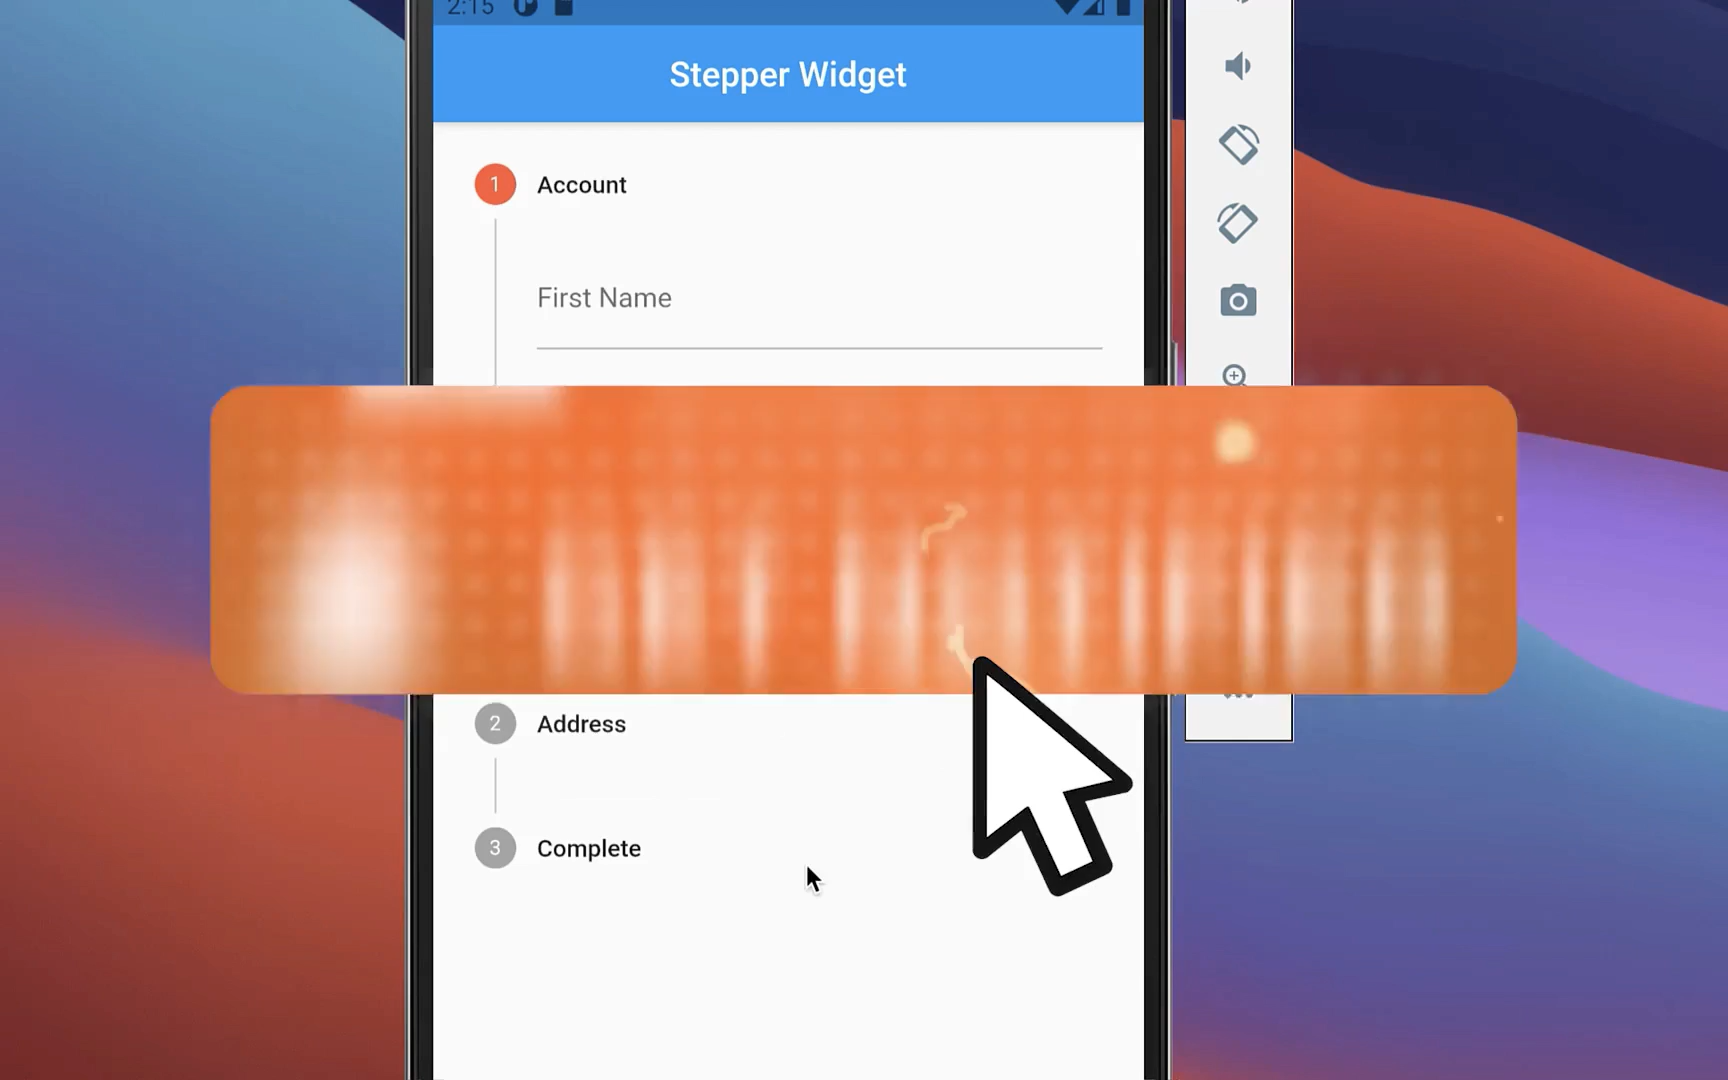 2:15
Stepper Widget
1 Account
First Name
2 Address
3 Complete